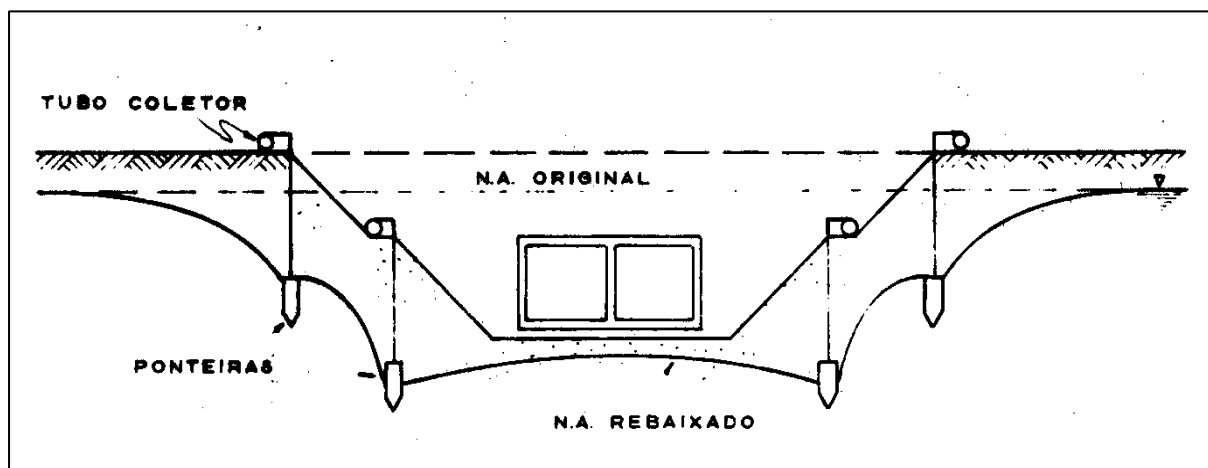 TUBO COLETOR
N.A. ORIGINAL
PONTEIRAS
N.A. REBAIXADO